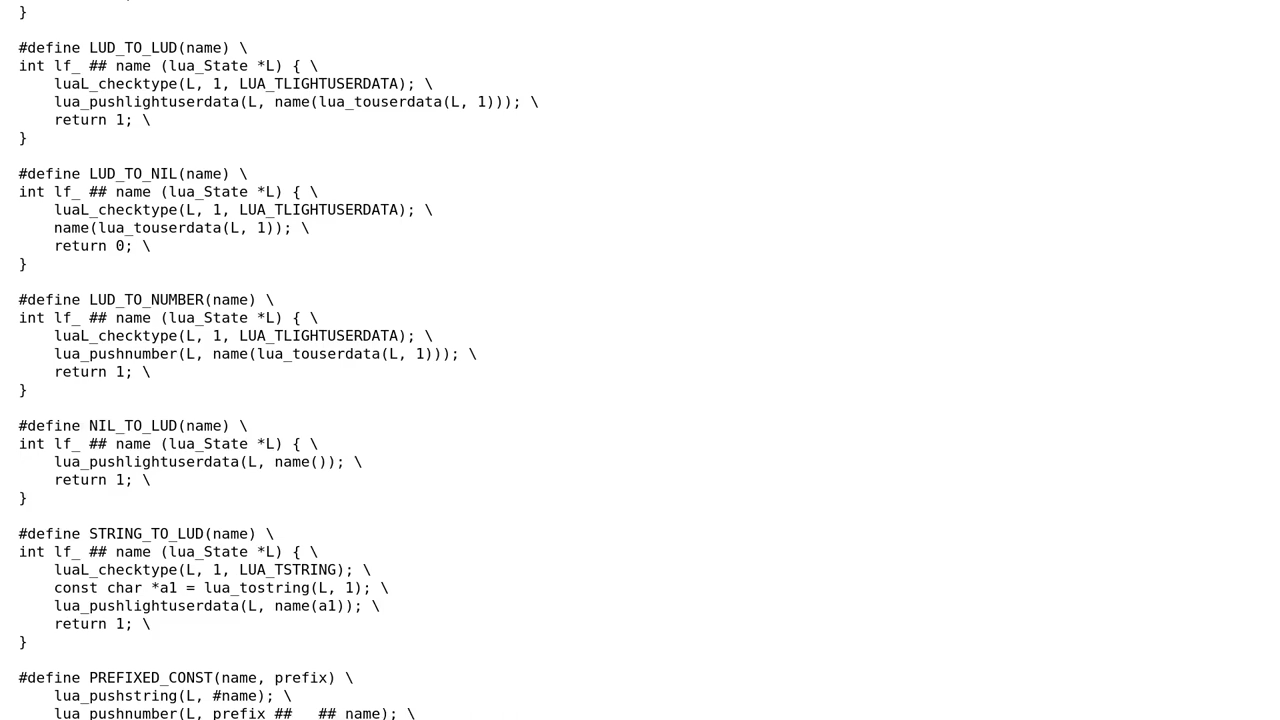 }

#define LUD_TO_LUD(name) \
int lf_ ## name (lua_State *L) { \
    luaL_checktype(L, 1, LUA_TLIGHTUSERDATA); \
    lua_pushlightuserdata(L, name(lua_touserdata(L, 1))); \
    return 1; \
}

#define LUD_TO_NIL(name) \
int lf_ ## name (lua_State *L) { \
    luaL_checktype(L, 1, LUA_TLIGHTUSERDATA); \
    name(lua_touserdata(L, 1)); \
    return 0; \
}

#define LUD_TO_NUMBER(name) \
int lf_ ## name (lua_State *L) { \
    luaL_checktype(L, 1, LUA_TLIGHTUSERDATA); \
    lua_pushnumber(L, name(lua_touserdata(L, 1))); \
    return 1; \
}

#define NIL_TO_LUD(name) \
int lf_ ## name (lua_State *L) { \
    lua_pushlightuserdata(L, name()); \
    return 1; \
}

#define STRING_TO_LUD(name) \
int lf_ ## name (lua_State *L) { \
    luaL_checktype(L, 1, LUA_TSTRING); \
    const char *a1 = lua_tostring(L, 1); \
    lua_pushlightuserdata(L, name(a1)); \
    return 1; \
}

#define PREFIXED_CONST(name, prefix) \
    lua_pushstring(L, #name); \
    lua_pushnumber(L, prefix ## _ ## name); \